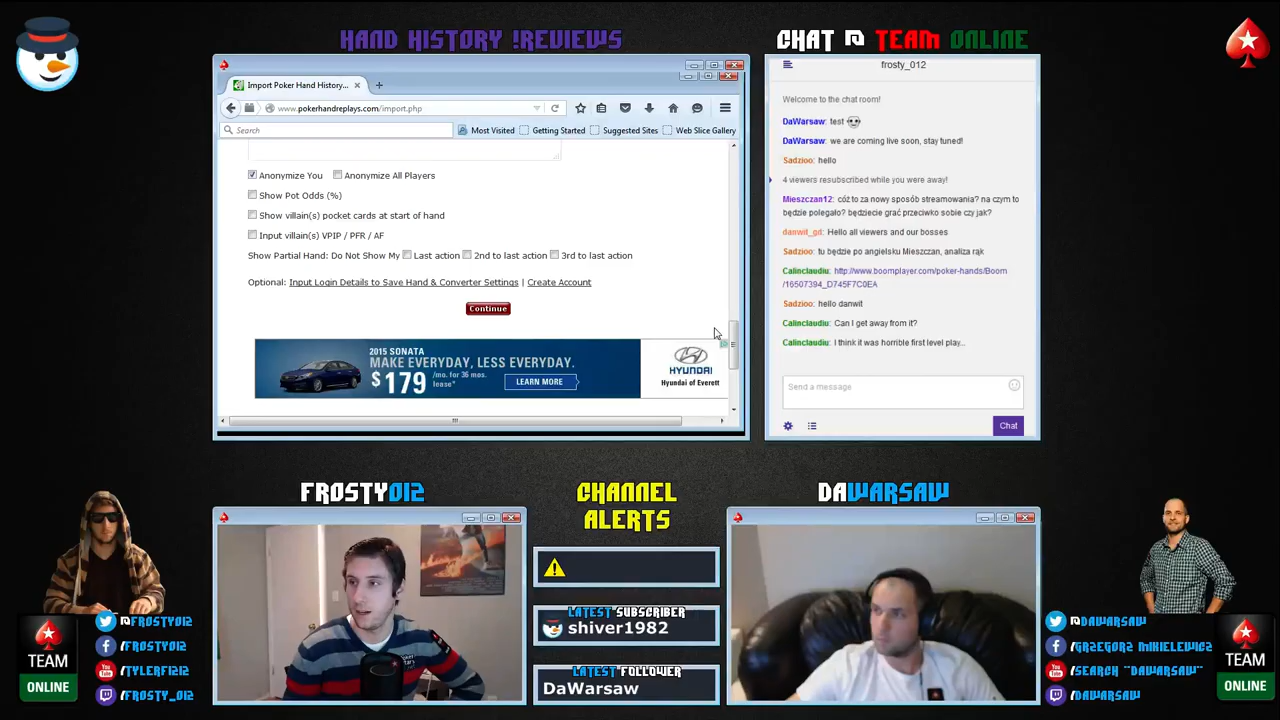 HAND HISTORY !REVIEWS
CHAT @ TEAM ONLINE
Import Poker Hand History...
www.pokerhandreplays.com/import.php
Search
Most Visited
Getting Started
Suggested Sites
Web Slice Gallery
Anonymize You
Anonymize All Players
Show Pot Odds (%)
Show villain(s) pocket cards at start of hand
Input villain(s) VPIP / PFR / AF
Show Partial Hand: Do Not Show My Last action 2nd to last action 3rd to last action
Optional: Input Login Details to Save Hand & Converter Settings | Create Account
Continue
2015 SONATA
MAKE EVERYDAY, LESS EVERYDAY.
$179 /mo. for 36 mos. lease*
LEARN MORE
HYUNDAI
Hyundai of Everett
frosty_012
Welcome to the chat room!
DaWarsaw: test
DaWarsaw: we are coming live soon, stay tuned!
Sadzioo: hello
4 viewers resubscribed while you were away!
Mieszczan12: cóż to za nowy sposób streamowania? na czym to
będzie polegało? będziecie grać przeciwko sobie czy jak?
danwit_gd: Hello all viewers and our bosses
Sadzioo: tu będzie po angielsku Mieszczan, analiza rąk
Calinclaudiu: http://www.boomplayer.com/poker-hands/Boom
/16507394_D745F7C0EA
Sadzioo: hello danwit
Calinclaudiu: Can I get away from it?
Calinclaudiu: I think it was horrible first level play...
Send a message
Chat
FROSTY012
CHANNEL
ALERTS
DAWARSAW
LATEST SUBSCRIBER
shiver1982
LATEST FOLLOWER
DaWarsaw
TEAM
ONLINE
@FROSTY012
/FROSTY012
/TYLERF1212
/FROSTY_012
@DAWARSAW
/GRZEGORZ MIKIELEWICZ
/SEARCH "DAWARSAW"
/DAWARSAW
TEAM
ONLINE